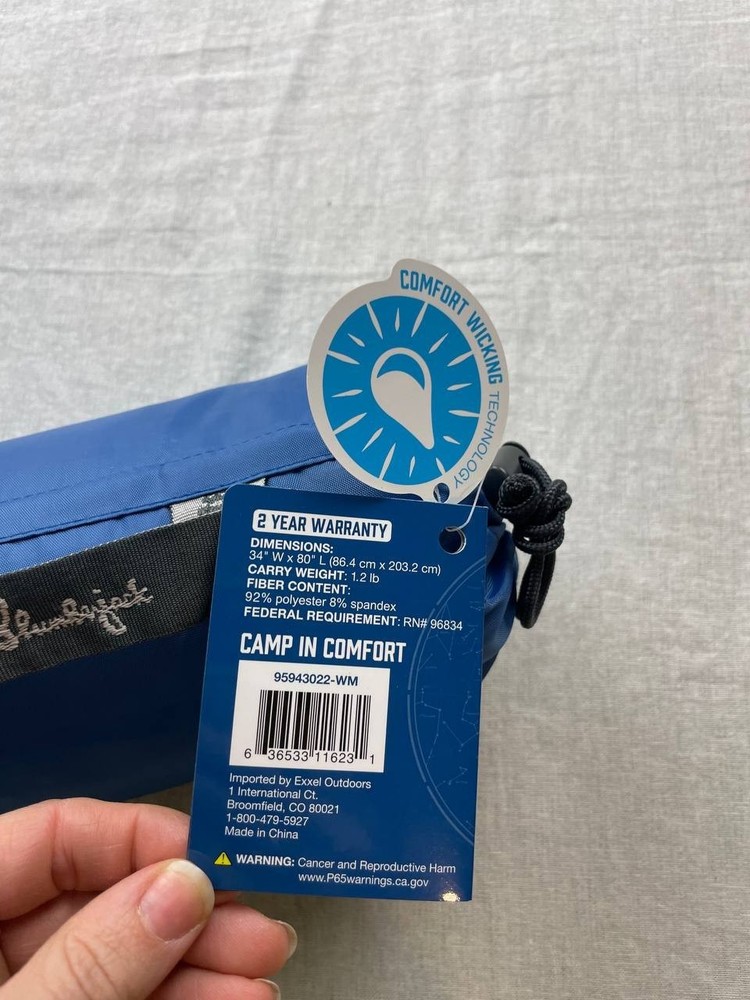 COMFORT WICKING TECHNOLOGY
Slumberjack
2 YEAR WARRANTY
DIMENSIONS:
34" W x 80" L (86.4 cm x 203.2 cm)
CARRY WEIGHT: 1.2 lb
FIBER CONTENT:
92% polyester 8% spandex
FEDERAL REQUIREMENT: RN# 96834
CAMP IN COMFORT
95943022-WM
6 36533 11623 1
Imported by Exxel Outdoors
1 International Ct.
Broomfield, CO 80021
1-800-479-5927
Made in China
WARNING: Cancer and Reproductive Harm
www.P65warnings.ca.gov